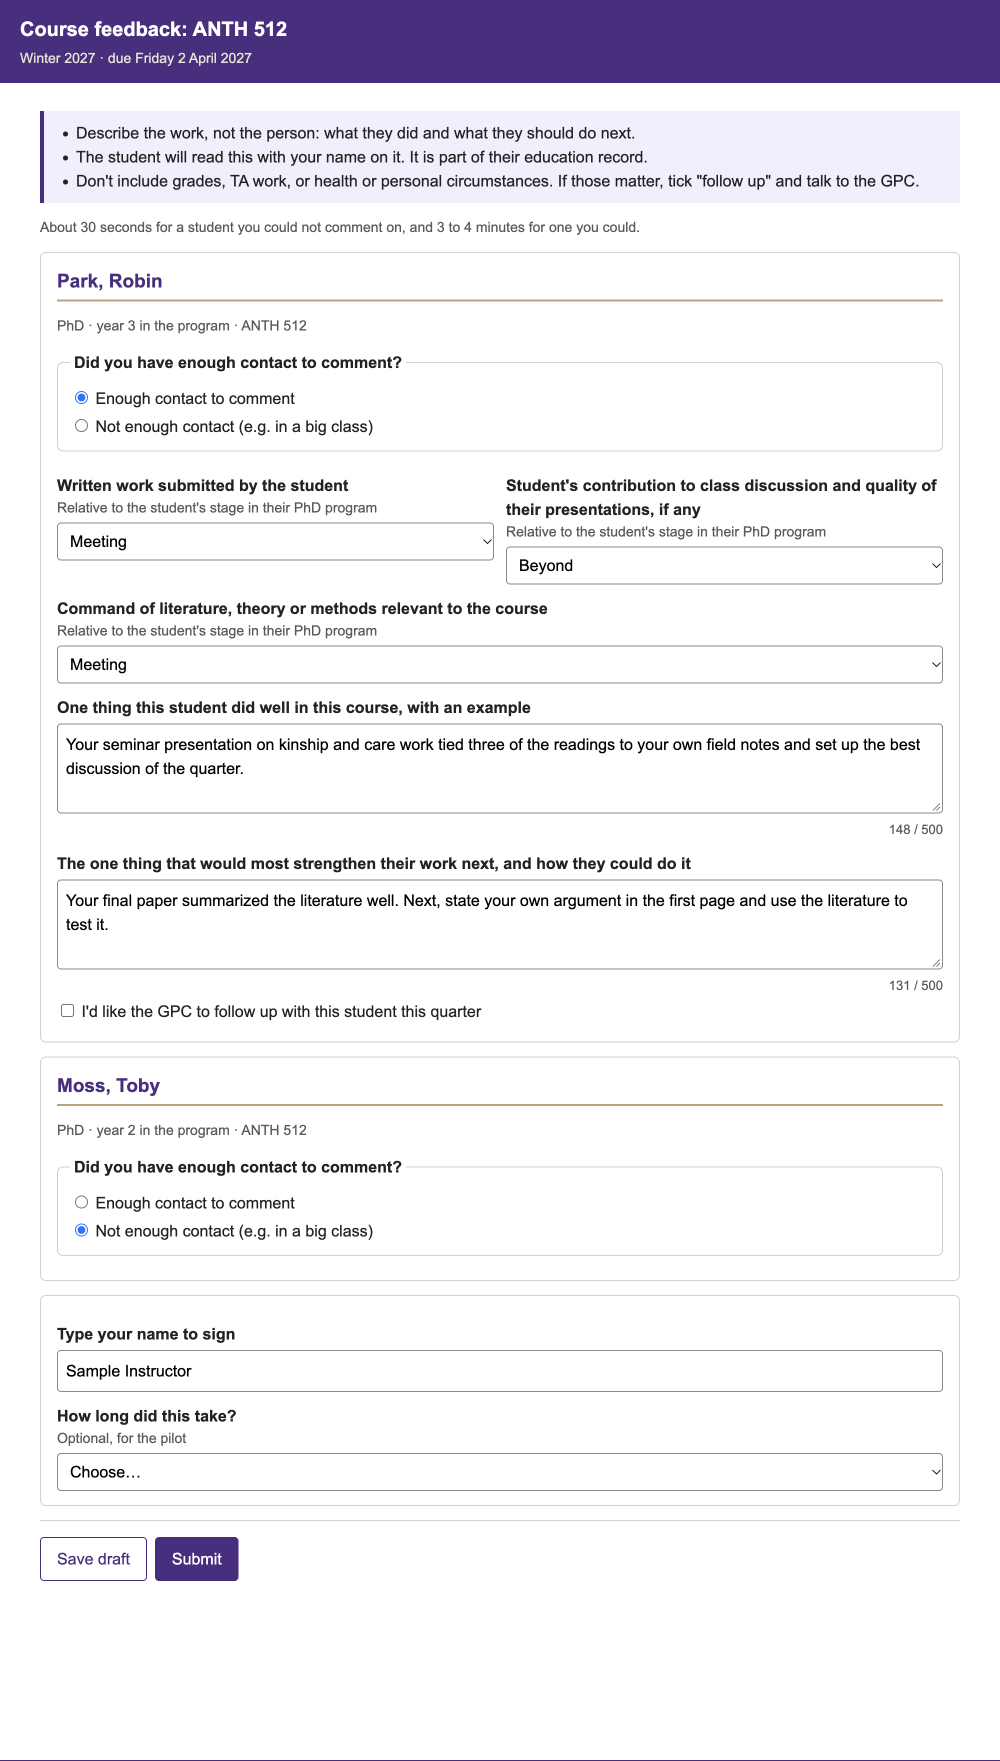 Course feedback: ANTH 512
Winter 2027 · due Friday 2 April 2027
• Describe the work, not the person: what they did and what they should do next.
• The student will read this with your name on it. It is part of their education record.
• Don't include grades, TA work, or health or personal circumstances. If those matter, tick "follow up" and talk to the GPC.
About 30 seconds for a student you could not comment on, and 3 to 4 minutes for one you could.
Park, Robin
PhD · year 3 in the program · ANTH 512
Did you have enough contact to comment?
Enough contact to comment
Not enough contact (e.g. in a big class)
Written work submitted by the student
Relative to the student's stage in their PhD program
Meeting
Student's contribution to class discussion and quality of
their presentations, if any
Relative to the student's stage in their PhD program
Beyond
Command of literature, theory or methods relevant to the course
Relative to the student's stage in their PhD program
Meeting
One thing this student did well in this course, with an example
Your seminar presentation on kinship and care work tied three of the readings to your own field notes and set up the best
discussion of the quarter.
148 / 500
The one thing that would most strengthen their work next, and how they could do it
Your final paper summarized the literature well. Next, state your own argument in the first page and use the literature to
test it.
131 / 500
I'd like the GPC to follow up with this student this quarter
Moss, Toby
PhD · year 2 in the program · ANTH 512
Did you have enough contact to comment?
Enough contact to comment
Not enough contact (e.g. in a big class)
Type your name to sign
Sample Instructor
How long did this take?
Optional, for the pilot
Choose…
Save draft
Submit